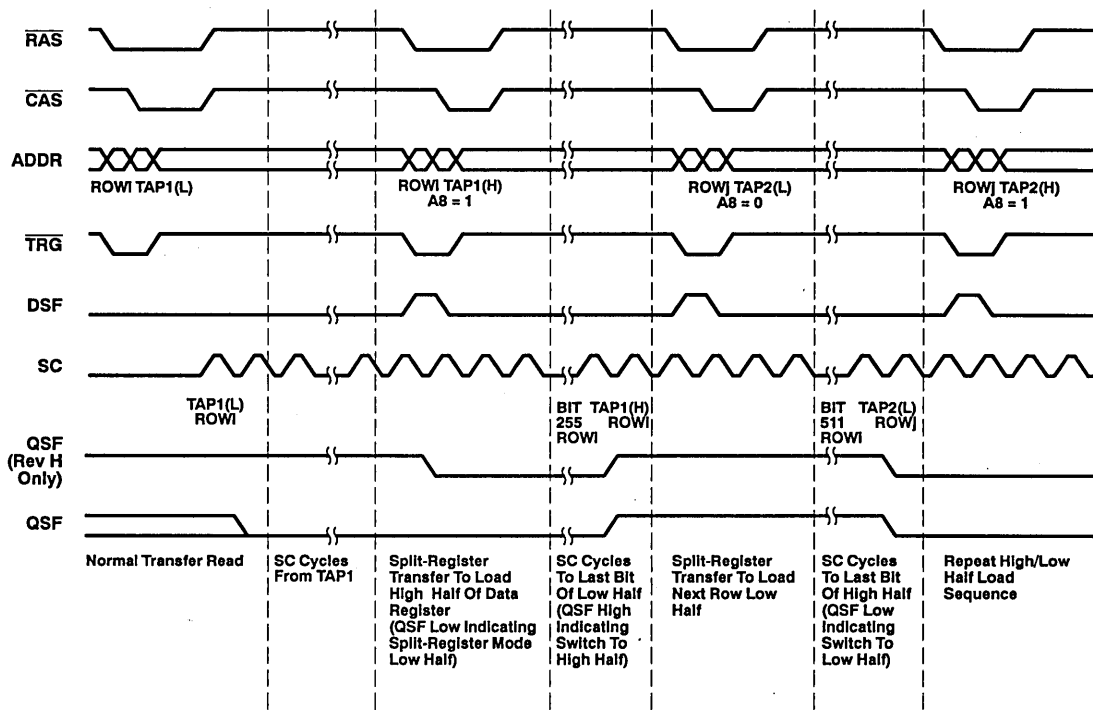 RAS
CAS
ADDR
ROWI TAP1(L)
ROWI TAP1(H)
A8 = 1
ROWj TAP2(L)
A8 = 0
ROWj TAP2(H)
A8 = 1
TRG
DSF
SC
TAP1(L)
ROWI
BIT TAP1(H)
255 ROWI
ROWI
BIT TAP2(L)
511 ROWj
ROWI
QSF
(Rev H
Only)
QSF
Normal Transfer Read
SC Cycles
From TAP1
Split-Register
Transfer To Load
High Half Of Data
Register
(QSF Low Indicating
Split-Register Mode
Low Half)
SC Cycles
To Last Bit
Of Low Half
(QSF High
Indicating
Switch To
High Half)
Split-Register
Transfer To Load
Next Row Low
Half
SC Cycles
To Last Bit
Of High Half
(QSF Low
Indicating
Switch To
Low Half)
Repeat High/Low
Half Load
Sequence